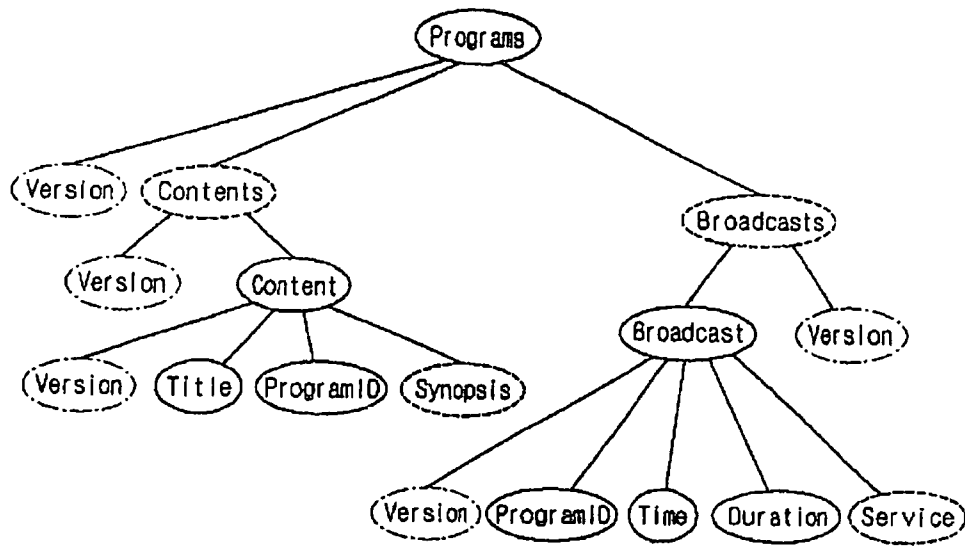 Programs
Version
Contents
Broadcasts
Version
Content
Broadcast
Version
Version
Title
ProgramID
Synopsis
Version
ProgramID
Time
Duration
Service